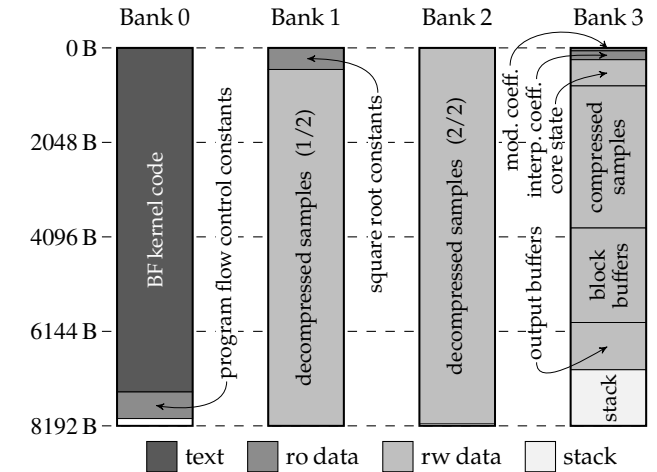 Bank 0
Bank 1
Bank 2
Bank 3
0 B
2048 B
4096 B
6144 B
8192 B
BF kernel code
program flow control constants
decompressed samples (1/2)
square root constants
decompressed samples (2/2)
mod. coeff.
interp. coeff.
core state
compressed
samples
output buffers
block
buffers
stack
text
ro data
rw data
stack